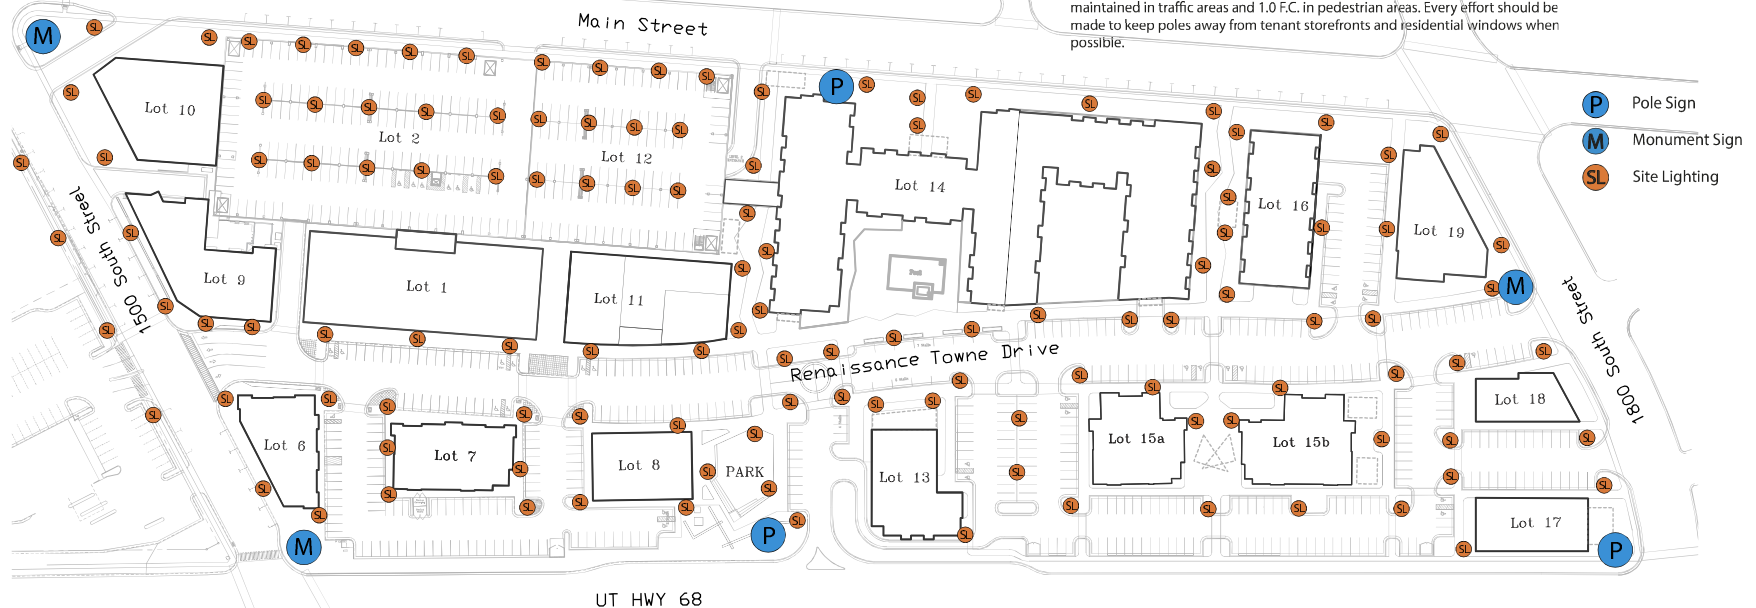 maintained in traffic areas and 1.0 F.C. in pedestrian areas. Every effort should be
made to keep poles away from tenant storefronts and residential windows when
possible.
P Pole Sign
M Monument Sign
SL Site Lighting
Main Street
1500 South Street
1800 South Street
Renaissance Towne Drive
UT HWY 68
Lot 10
Lot 2
Lot 12
Lot 14
Lot 16
Lot 19
Lot 9
Lot 1
Lot 11
Park
Lot 6
Lot 7
Lot 8
PARK
Lot 13
Lot 15a
Lot 15b
Lot 18
Lot 17